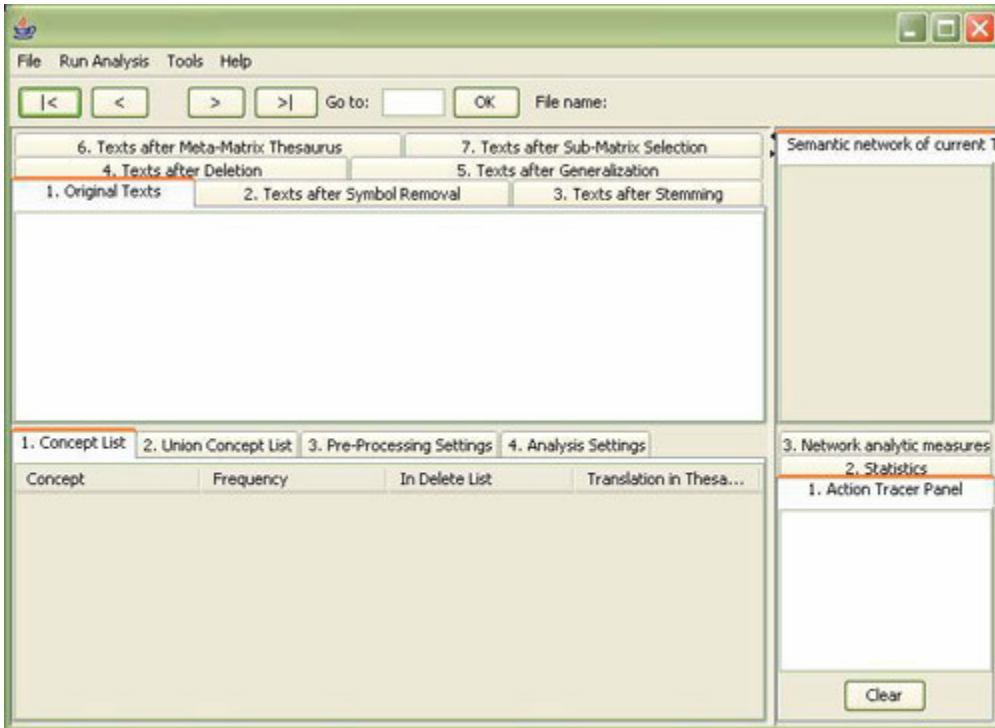 File Run Analysis Tools Help
|< < > >| Go to: OK File name:
6. Texts after Meta-Matrix Thesaurus 7. Texts after Sub-Matrix Selection
4. Texts after Deletion 5. Texts after Generalization
1. Original Texts 2. Texts after Symbol Removal 3. Texts after Stemming
Semantic network of current T
1. Concept List 2. Union Concept List 3. Pre-Processing Settings 4. Analysis Settings
Concept Frequency In Delete List Translation in Thesa...
3. Network analytic measures
2. Statistics
1. Action Tracer Panel
Clear